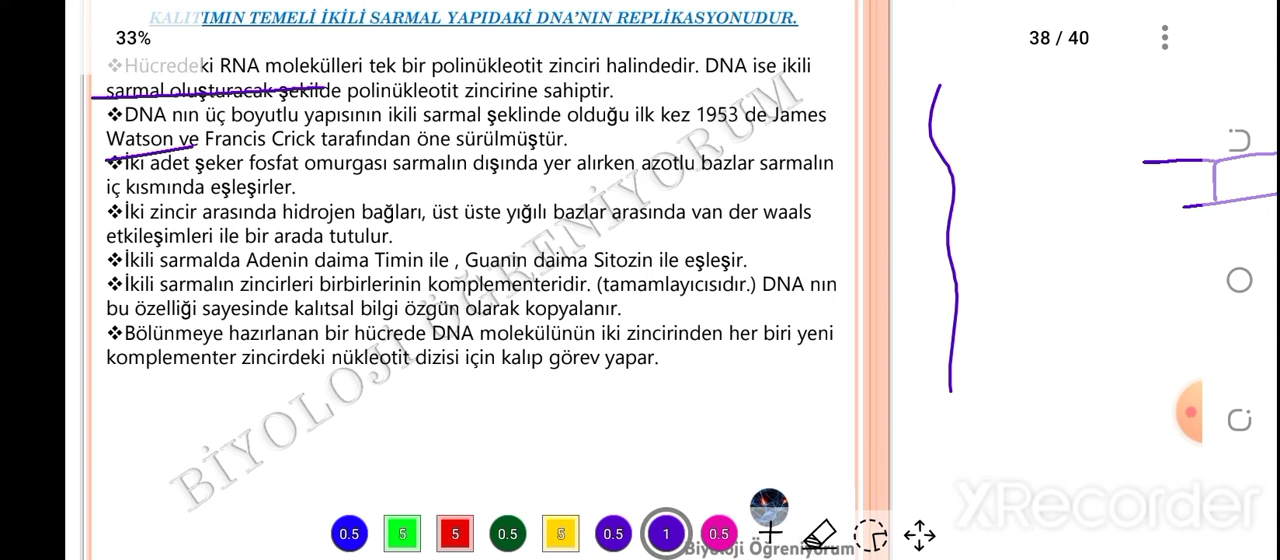 KALITIMIN TEMELİ İKİLİ SARMAL YAPIDAKİ DNA'NIN REPLİKASYONUDUR.
33%
38 / 40
❖Hücredeki RNA molekülleri tek bir polinükleotit zinciri halindedir. DNA ise ikili
sarmal oluşturacak şekilde polinükleotit zincirine sahiptir.
❖DNA nın üç boyutlu yapısının ikili sarmal şeklinde olduğu ilk kez 1953 de James
Watson ve Francis Crick tarafından öne sürülmüştür.
❖İki adet şeker fosfat omurgası sarmalın dışında yer alırken azotlu bazlar sarmalın
iç kısmında eşleşirler.
❖İki zincir arasında hidrojen bağları, üst üste yığılı bazlar arasında van der waals
etkileşimleri ile bir arada tutulur.
❖İkili sarmalda Adenin daima Timin ile , Guanin daima Sitozin ile eşleşir.
❖İkili sarmalın zincirleri birbirlerinin komplementeridir. (tamamlayıcısıdır.) DNA nın
bu özelliği sayesinde kalıtsal bilgi özgün olarak kopyalanır.
❖Bölünmeye hazırlanan bir hücrede DNA molekülünün iki zincirinden her biri yeni
komplementer zincirdeki nükleotit dizisi için kalıp görev yapar.
BİYOLOJİ ÖĞRENİYORUM
XRecorder
0.5 5 5 0.5 5 0.5 1 0.5
Biyoloji Öğreniyorum